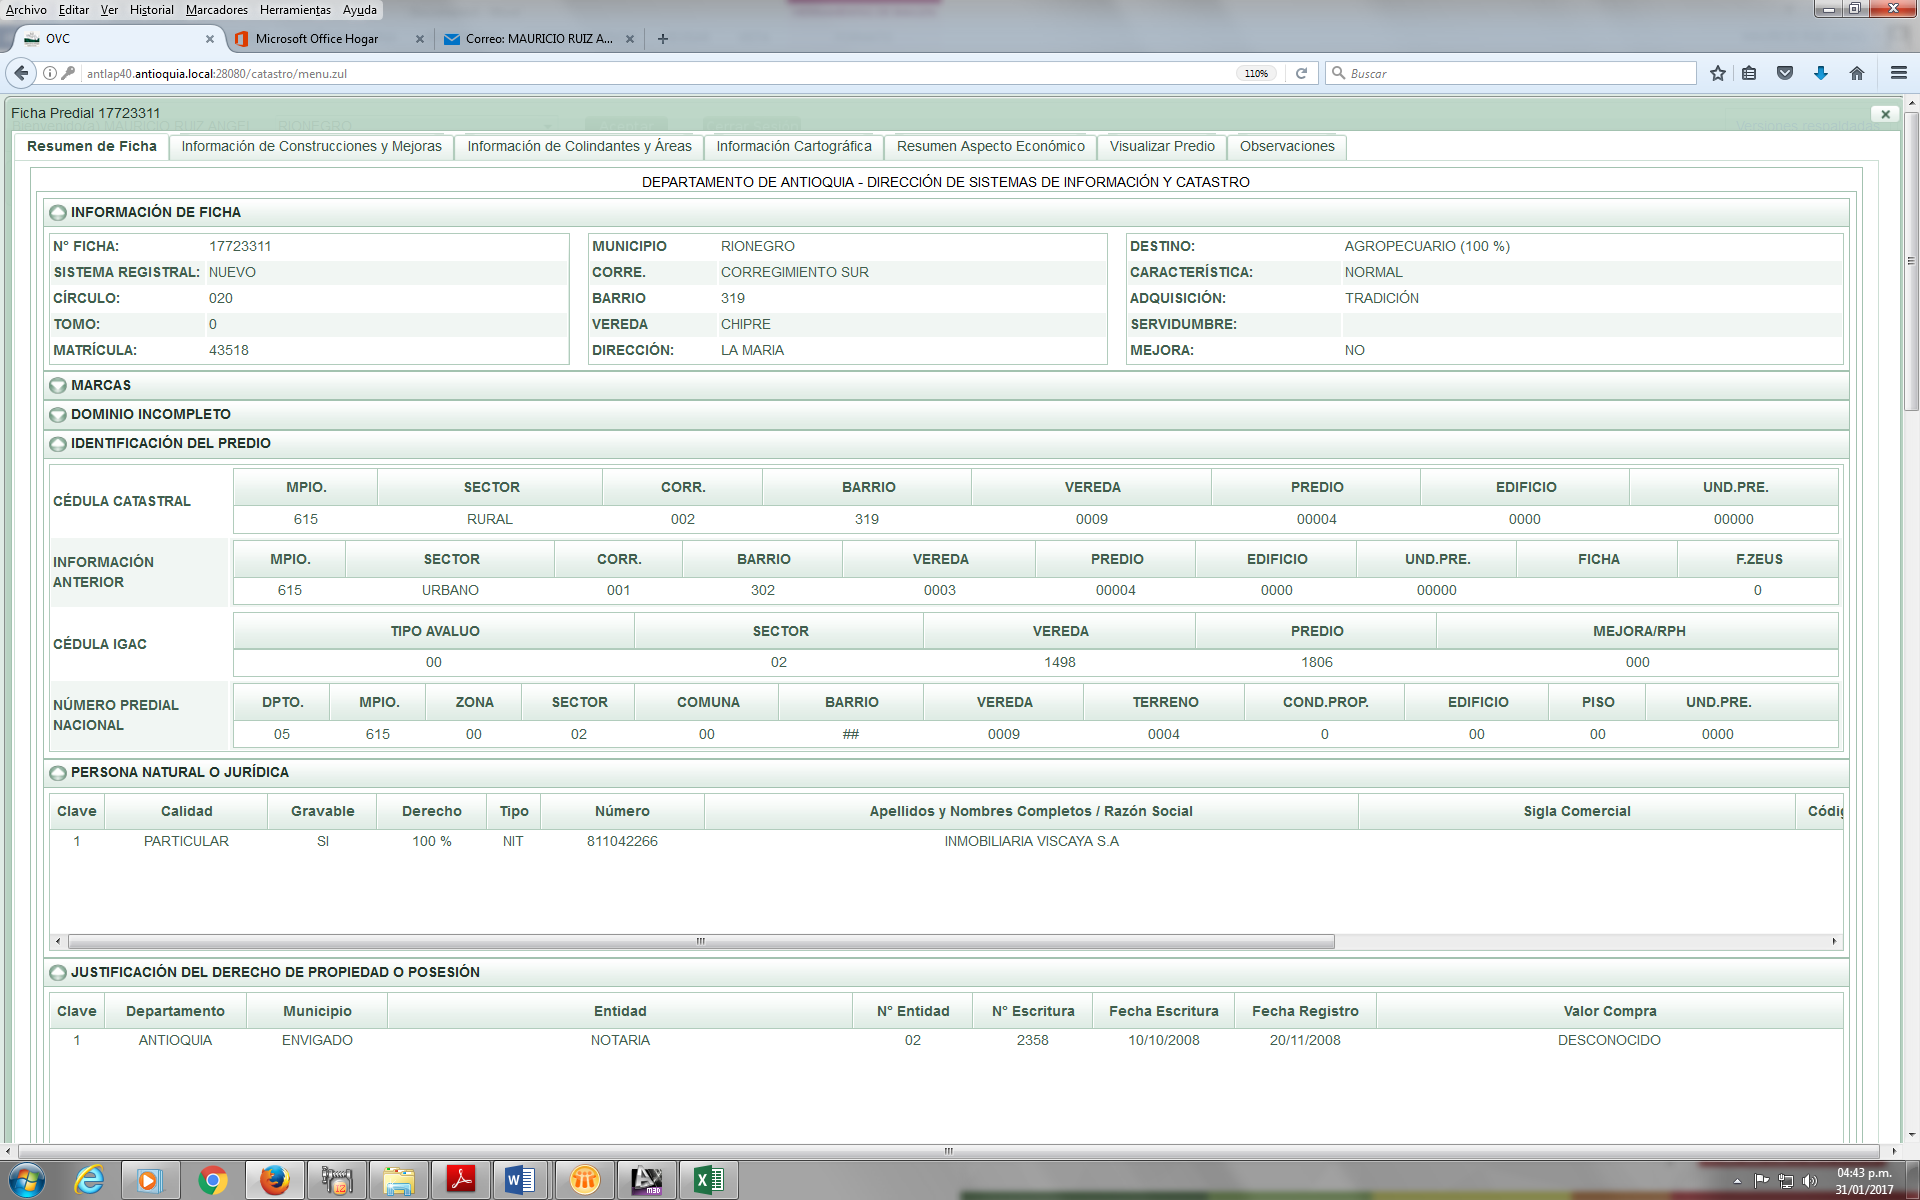 Archivo Editar Ver Historial Marcadores Herramientas Ayuda
OVC
Microsoft Office Hogar
Correo: MAURICIO RUIZ A...
antlap40.antioquia.local:28080/catastro/menu.zul
110%
Buscar
Ficha Predial 17723311
Resumen de Ficha
Información de Construcciones y Mejoras
Información de Colindantes y Áreas
Información Cartográfica
Resumen Aspecto Económico
Visualizar Predio
Observaciones
DEPARTAMENTO DE ANTIOQUIA - DIRECCIÓN DE SISTEMAS DE INFORMACIÓN Y CATASTRO
INFORMACIÓN DE FICHA
N° FICHA: 17723311
SISTEMA REGISTRAL: NUEVO
CÍRCULO: 020
TOMO: 0
MATRÍCULA: 43518
MUNICIPIO RIONEGRO
CORRE. CORREGIMIENTO SUR
BARRIO 319
VEREDA CHIPRE
DIRECCIÓN: LA MARIA
DESTINO: AGROPECUARIO (100 %)
CARACTERÍSTICA: NORMAL
ADQUISICIÓN: TRADICIÓN
SERVIDUMBRE:
MEJORA: NO
MARCAS
DOMINIO INCOMPLETO
IDENTIFICACIÓN DEL PREDIO
CÉDULA CATASTRAL
MPIO. SECTOR CORR. BARRIO VEREDA PREDIO EDIFICIO UND.PRE.
615 RURAL 002 319 0009 00004 0000 00000
INFORMACIÓN
ANTERIOR
MPIO. SECTOR CORR. BARRIO VEREDA PREDIO EDIFICIO UND.PRE. FICHA F.ZEUS
615 URBANO 001 302 0003 00004 0000 00000 0
CÉDULA IGAC
TIPO AVALUO SECTOR VEREDA PREDIO MEJORA/RPH
00 02 1498 1806 000
NÚMERO PREDIAL
NACIONAL
DPTO. MPIO. ZONA SECTOR COMUNA BARRIO VEREDA TERRENO COND.PROP. EDIFICIO PISO UND.PRE.
05 615 00 02 00 ## 0009 0004 0 00 00 0000
PERSONA NATURAL O JURÍDICA
Clave Calidad Gravable Derecho Tipo Número Apellidos y Nombres Completos / Razón Social Sigla Comercial Códig
1 PARTICULAR SI 100 % NIT 811042266 INMOBILIARIA VISCAYA S.A
JUSTIFICACIÓN DEL DERECHO DE PROPIEDAD O POSESIÓN
Clave Departamento Municipio Entidad N° Entidad N° Escritura Fecha Escritura Fecha Registro Valor Compra
1 ANTIOQUIA ENVIGADO NOTARIA 02 2358 10/10/2008 20/11/2008 DESCONOCIDO
04:43 p.m.
31/01/2017